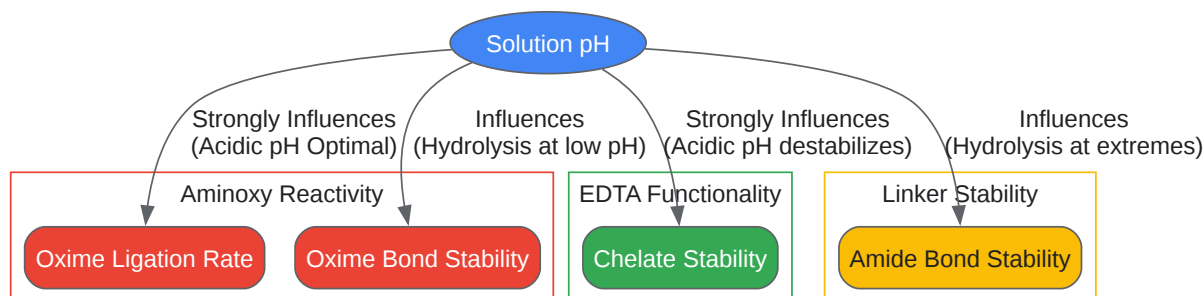 Solution pH
Strongly Influences
(Acidic pH Optimal)
Influences
(Hydrolysis at low pH)
Strongly Influences
(Acidic pH destabilizes)
Influences
(Hydrolysis at extremes)
Aminoxy Reactivity
EDTA Functionality
Linker Stability
Oxime Ligation Rate
Oxime Bond Stability
Chelate Stability
Amide Bond Stability